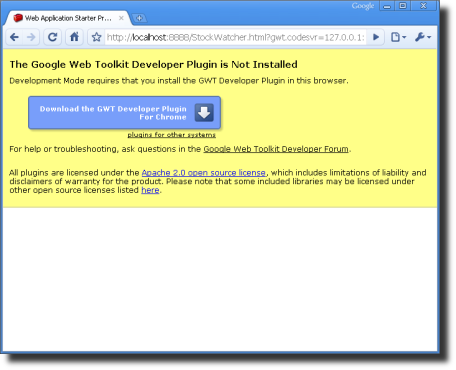 Google
Web Application Starter Pr...
http://localhost:8888/StockWatcher.html?gwt.codesvr=127.0.0.1:
The Google Web Toolkit Developer Plugin is Not Installed
Development Mode requires that you install the GWT Developer Plugin in this browser.
Download the GWT Developer Plugin
For Chrome
plugins for other systems
For help or troubleshooting, ask questions in the Google Web Toolkit Developer Forum.
All plugins are licensed under the Apache 2.0 open source license, which includes limitations of liability and
disclaimers of warranty for the product. Please note that some included libraries may be licensed under
other open source licenses listed here.